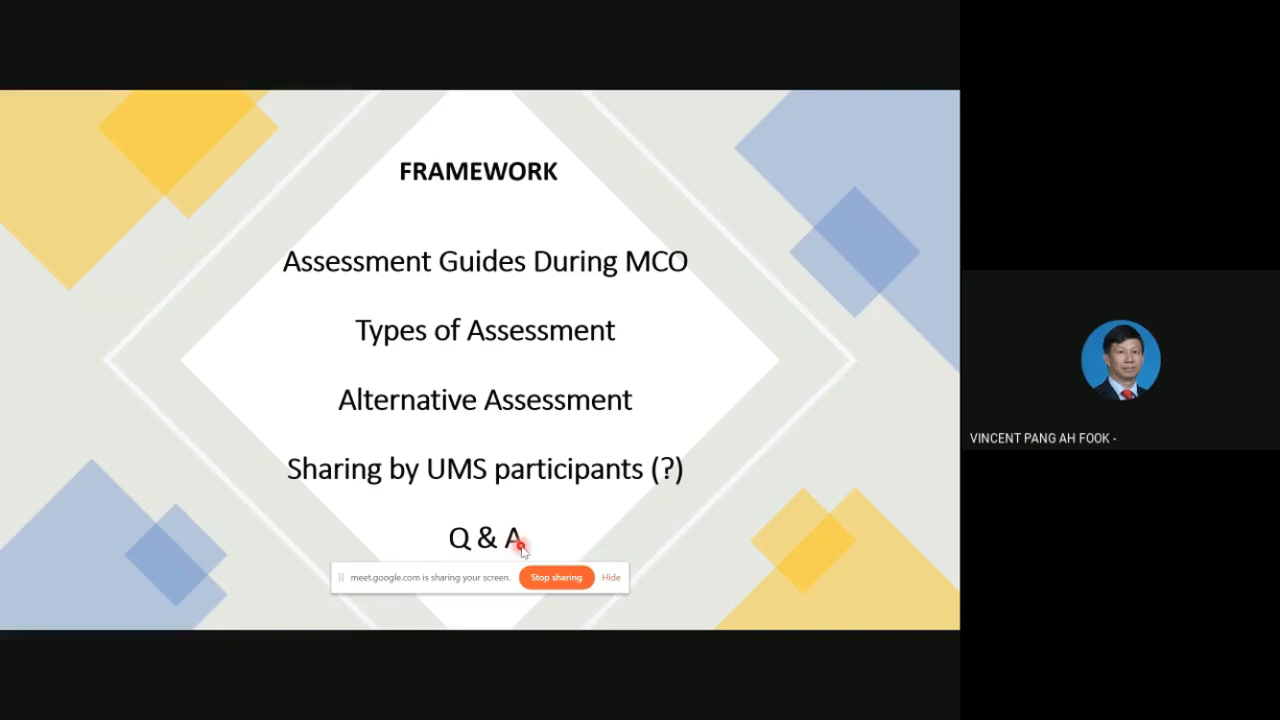 FRAMEWORK
Assessment Guides During MCO
Types of Assessment
Alternative Assessment
Sharing by UMS participants (?)
Q & A
meet.google.com is sharing your screen.
Stop sharing
Hide
VINCENT PANG AH FOOK -